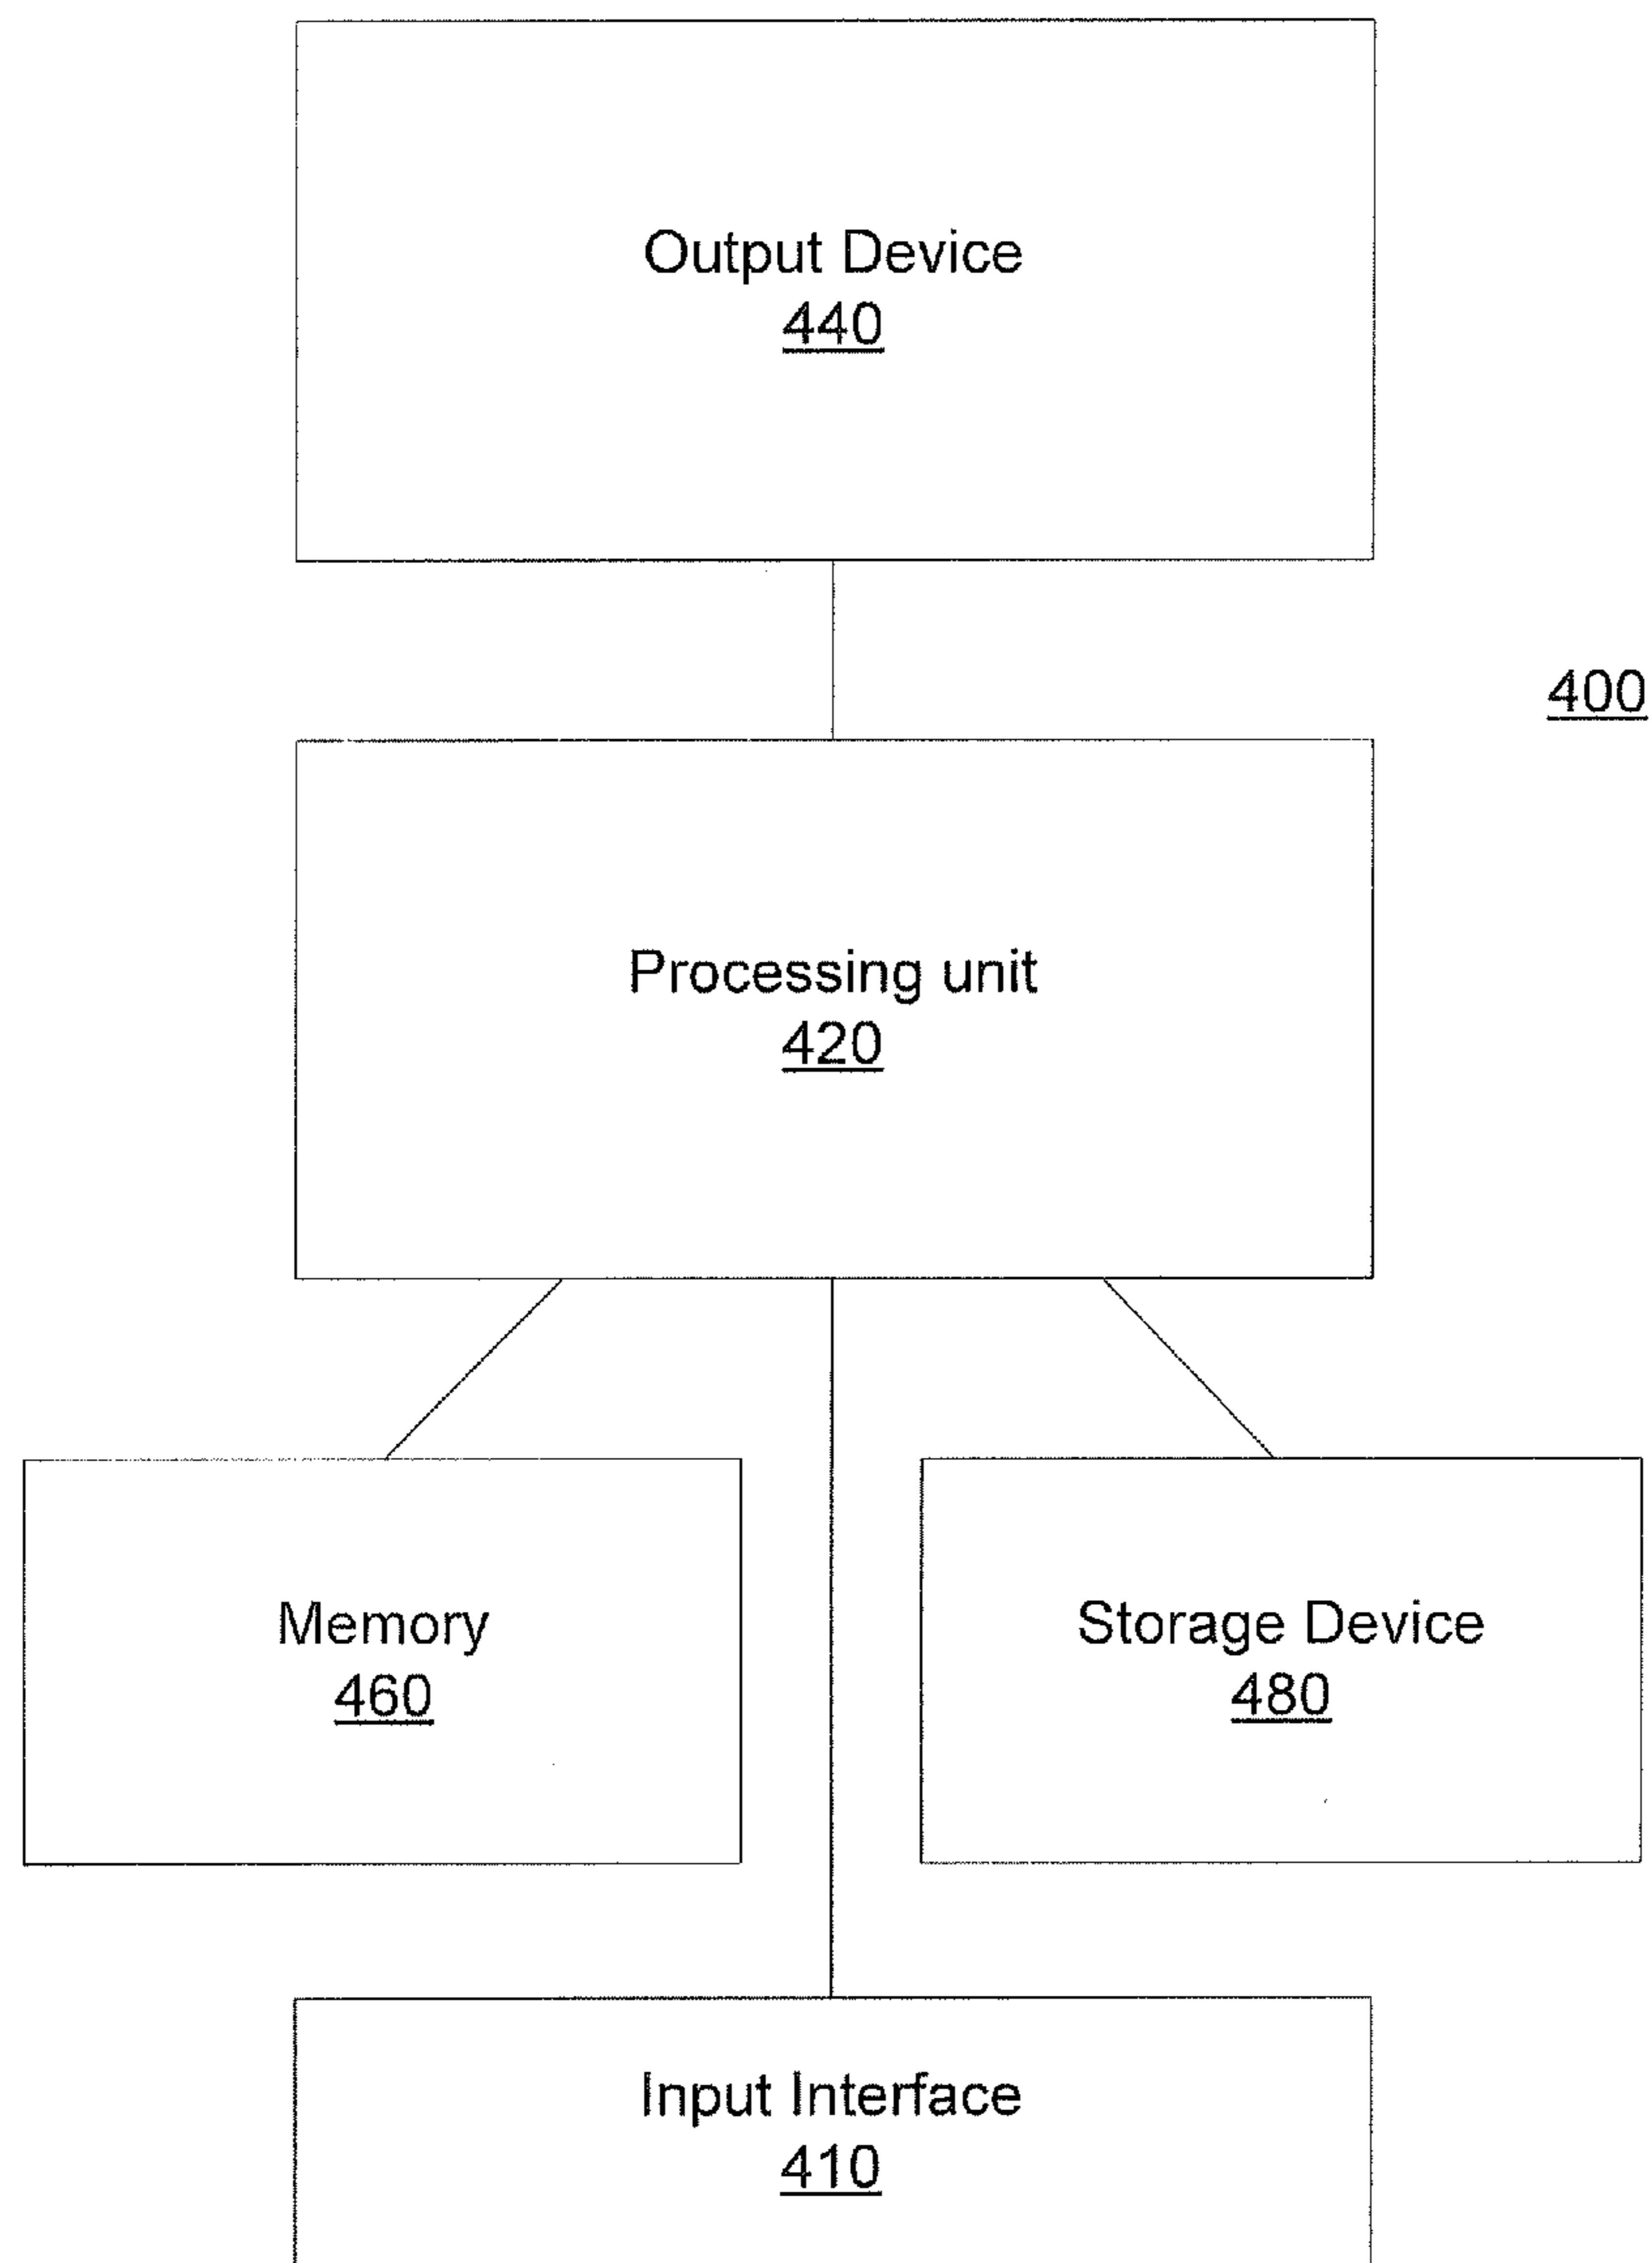 Output Device
440
400
Processing unit
420
Memory
460
Storage Device
480
Input Interface
410